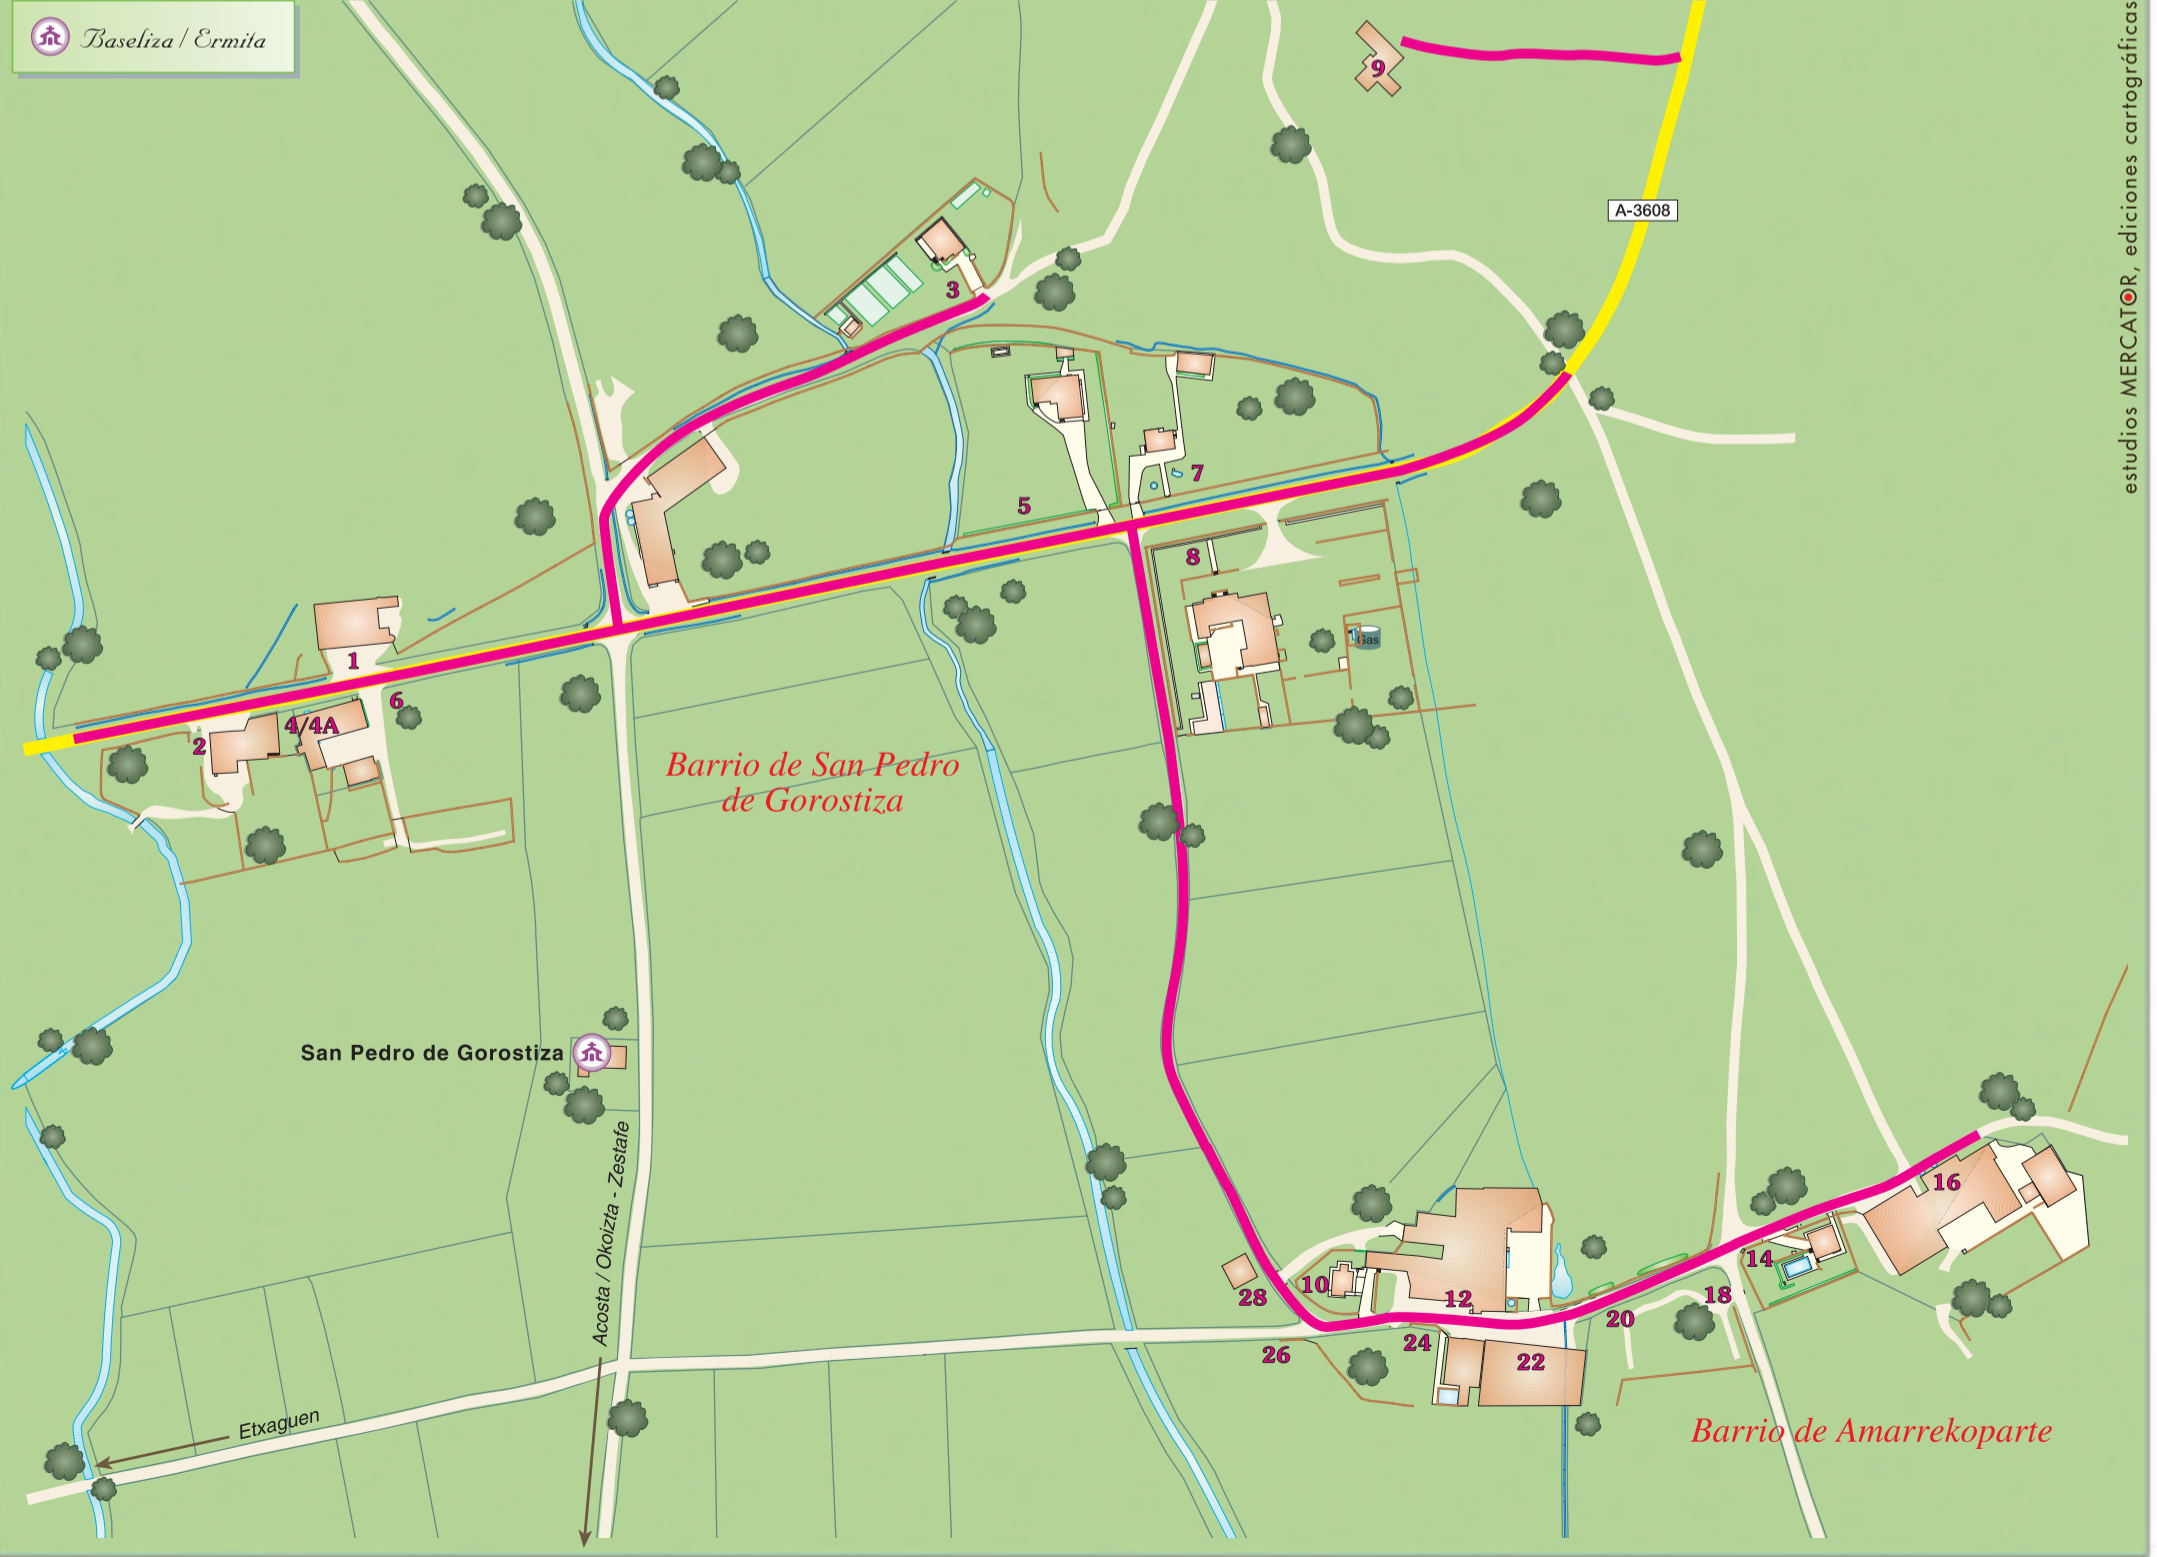 Baseliza / Ermita
9
A-3608
estudios MERCATOR, ediciones cartográficas
3
7
5
8
Gas
1
6
4/4A
2
Barrio de San Pedro
de Gorostiza
San Pedro de Gorostiza
Acosta / Okoizta - Zestafe
16
14
10
12
28
18
20
24
26
22
Etxaguen
Barrio de Amarrekoparte